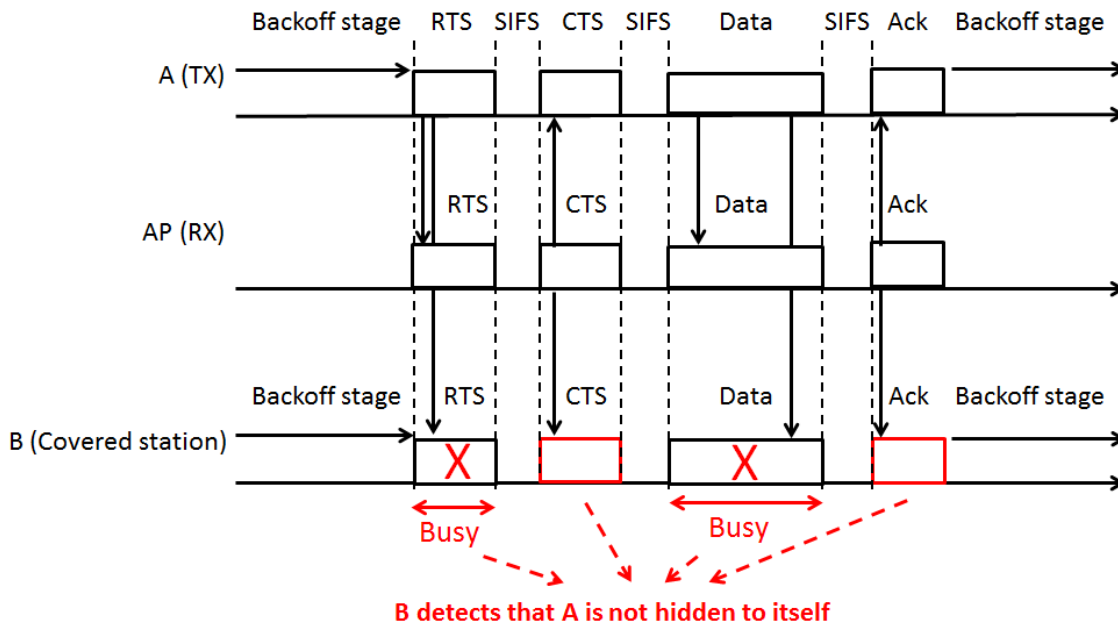 Backoff stage RTS SIFS CTS SIFS Data SIFS Ack Backoff stage
A (TX)
RTS CTS Data Ack
AP (RX)
Backoff stage RTS CTS Data Ack Backoff stage
B (Covered station)
X X
Busy Busy
B detects that A is not hidden to itself